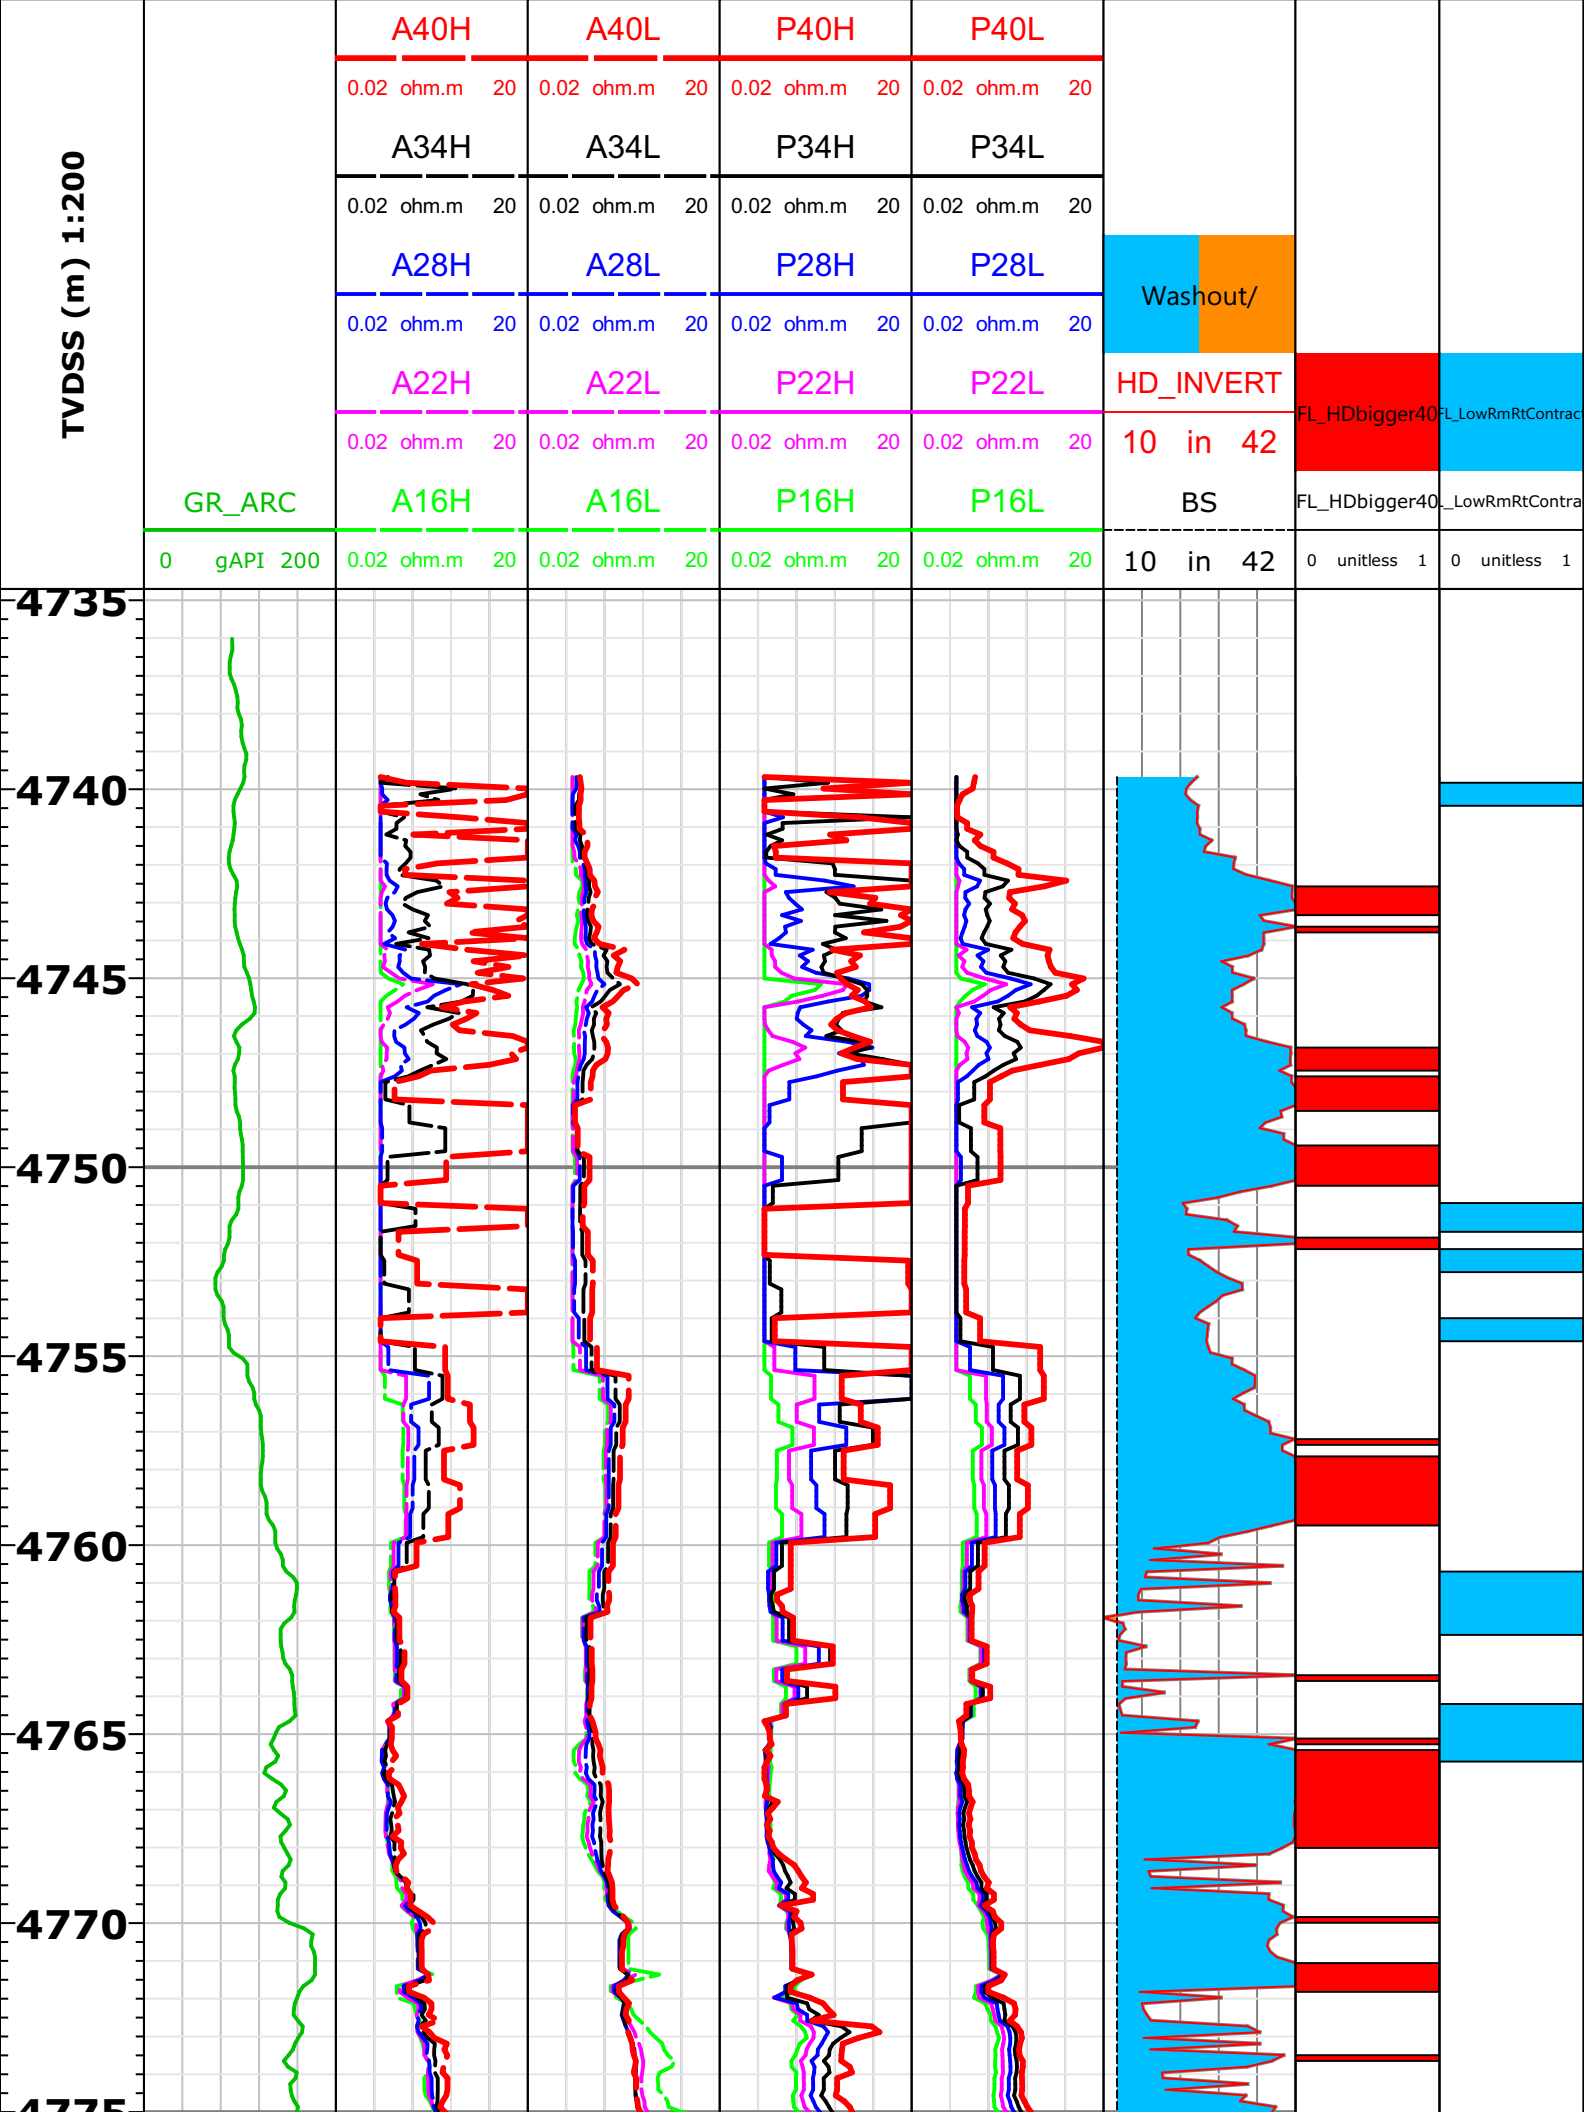 A40H A40L P40H P40L
0.02 ohm.m 20 0.02 ohm.m 20 0.02 ohm.m 20 0.02 ohm.m 20
A34H A34L P34H P34L
0.02 ohm.m 20 0.02 ohm.m 20 0.02 ohm.m 20 0.02 ohm.m 20
A28H A28L P28H P28L
Washout/
0.02 ohm.m 20 0.02 ohm.m 20 0.02 ohm.m 20 0.02 ohm.m 20
A22H A22L P22H P22L HD_INVERT
FL_HDbigger40 FL_LowRmRtContrac
0.02 ohm.m 20 0.02 ohm.m 20 0.02 ohm.m 20 0.02 ohm.m 20 10 in 42
TVDSS (m) 1:200
GR_ARC A16H A16L P16H P16L BS FL_HDbigger40 _LowRmRtContra
0 gAPI 200 0.02 ohm.m 20 0.02 ohm.m 20 0.02 ohm.m 20 0.02 ohm.m 20 10 in 42 0 unitless 1 0 unitless 1
4735
4740
4745
4750
4755
4760
4765
4770
4775